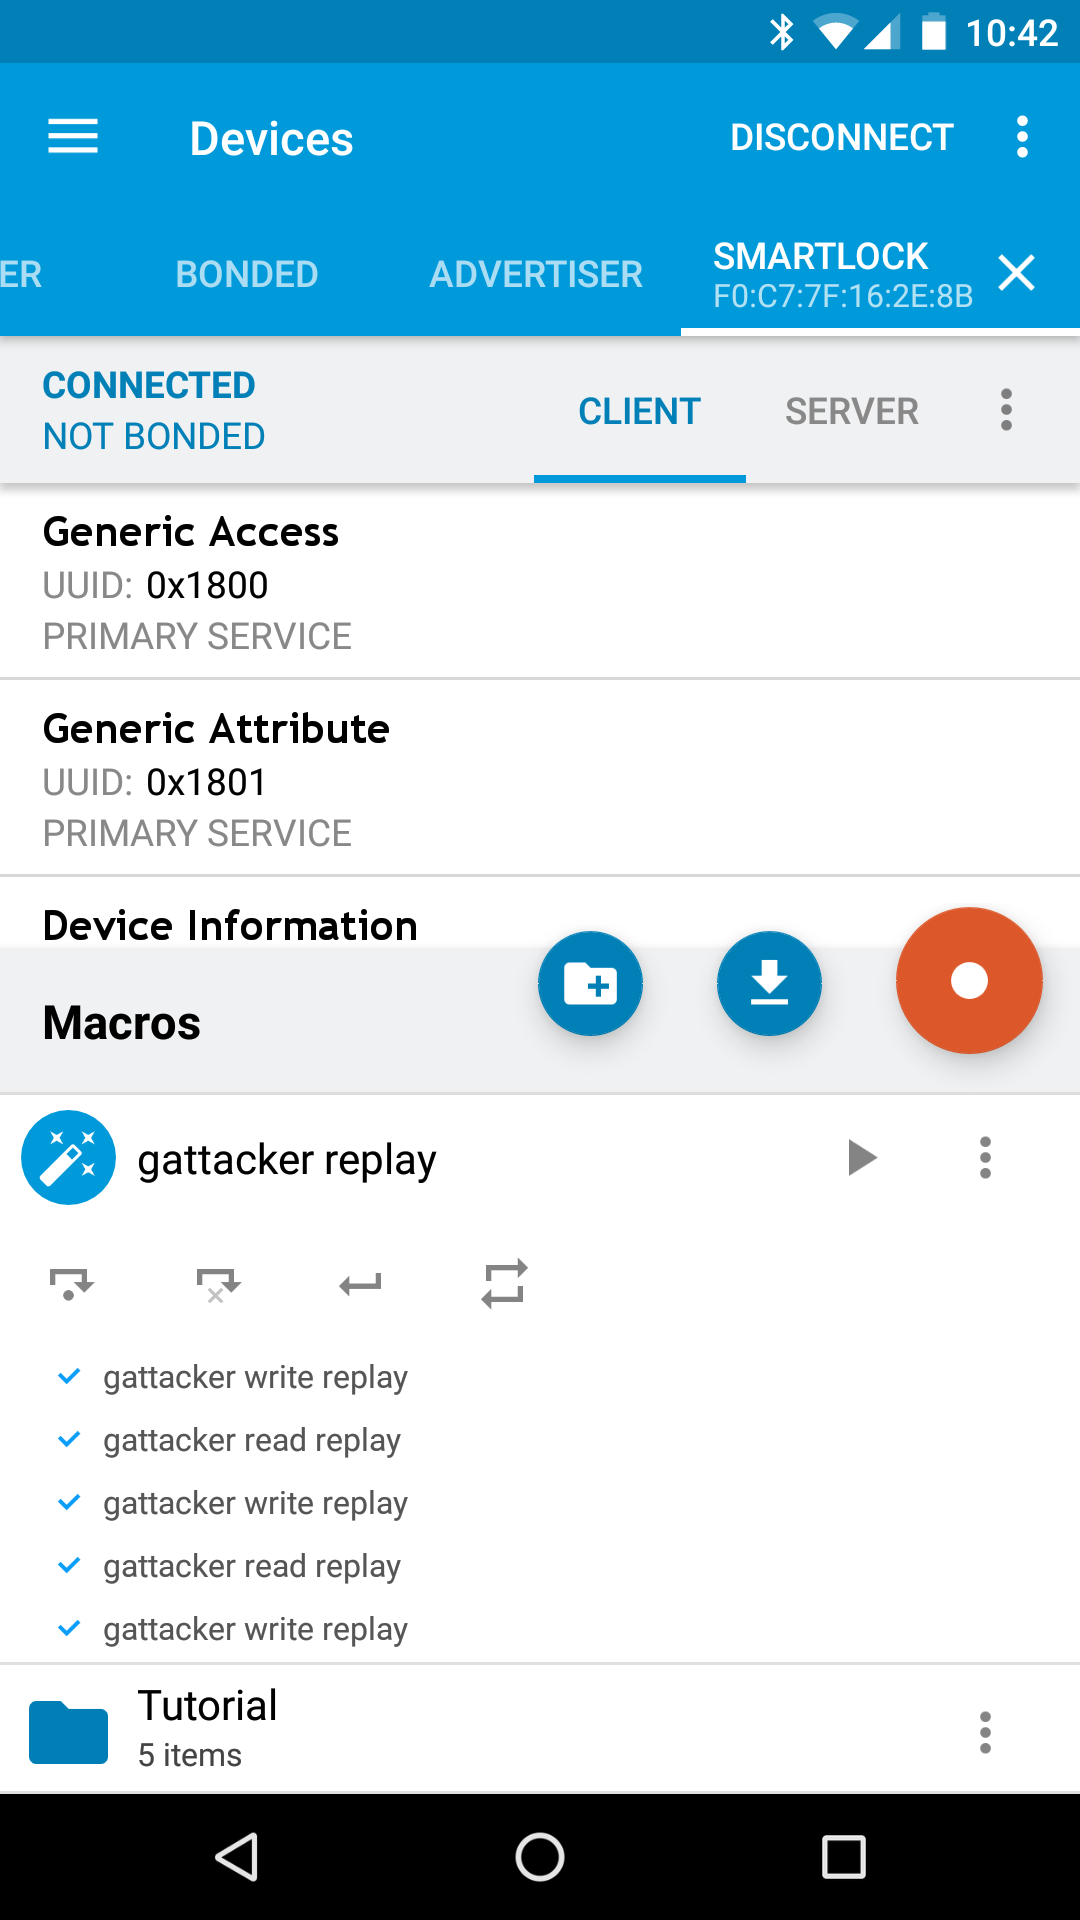 10:42
Devices
DISCONNECT
ER
BONDED
ADVERTISER
SMARTLOCK
F0:C7:7F:16:2E:8B
CONNECTED
NOT BONDED
CLIENT
SERVER
Generic Access
UUID: 0x1800
PRIMARY SERVICE
Generic Attribute
UUID: 0x1801
PRIMARY SERVICE
Device Information
Macros
gattacker replay
gattacker write replay
gattacker read replay
gattacker write replay
gattacker read replay
gattacker write replay
Tutorial
5 items